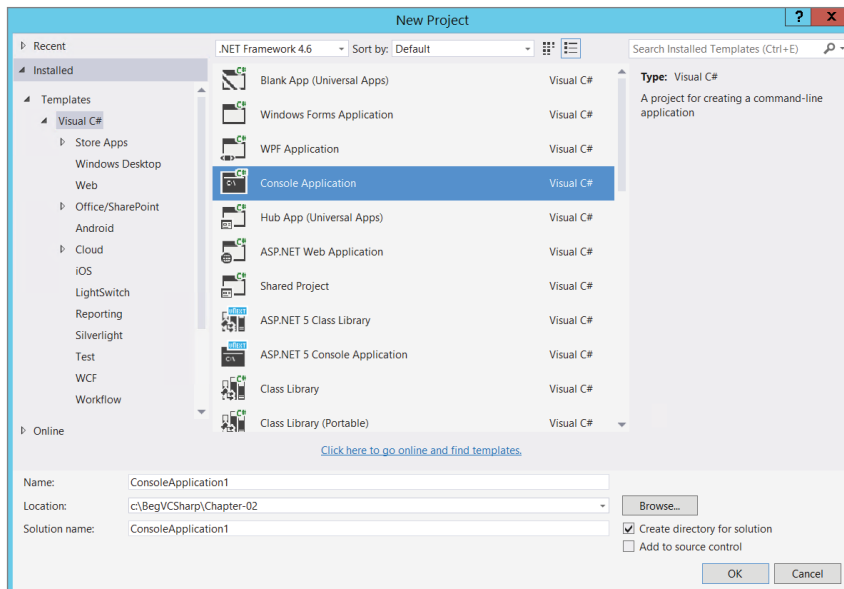 New Project
? x
Recent
.NET Framework 4.6 Sort by: Default Search Installed Templates (Ctrl+E)
Installed
Templates
Visual C#
Store Apps
Windows Desktop
Web
Office/SharePoint
Android
Cloud
iOS
LightSwitch
Reporting
Silverlight
Test
WCF
Workflow
Online
C# Blank App (Universal Apps) Visual C#
C# Windows Forms Application Visual C#
C# WPF Application Visual C#
C# C:\ Console Application Visual C#
C# Hub App (Universal Apps) Visual C#
C# ASP.NET Web Application Visual C#
C# Shared Project Visual C#
ASP.NET 5 Class Library Visual C#
C:\ ASP.NET 5 Console Application Visual C#
C# Class Library Visual C#
C# Class Library (Portable) Visual C#
Click here to go online and find templates.
Type: Visual C#
A project for creating a command-line
application
Name: ConsoleApplication1
Location: c:\BegVCSharp\Chapter-02 Browse...
Solution name: ConsoleApplication1 Create directory for solution
Add to source control
OK Cancel